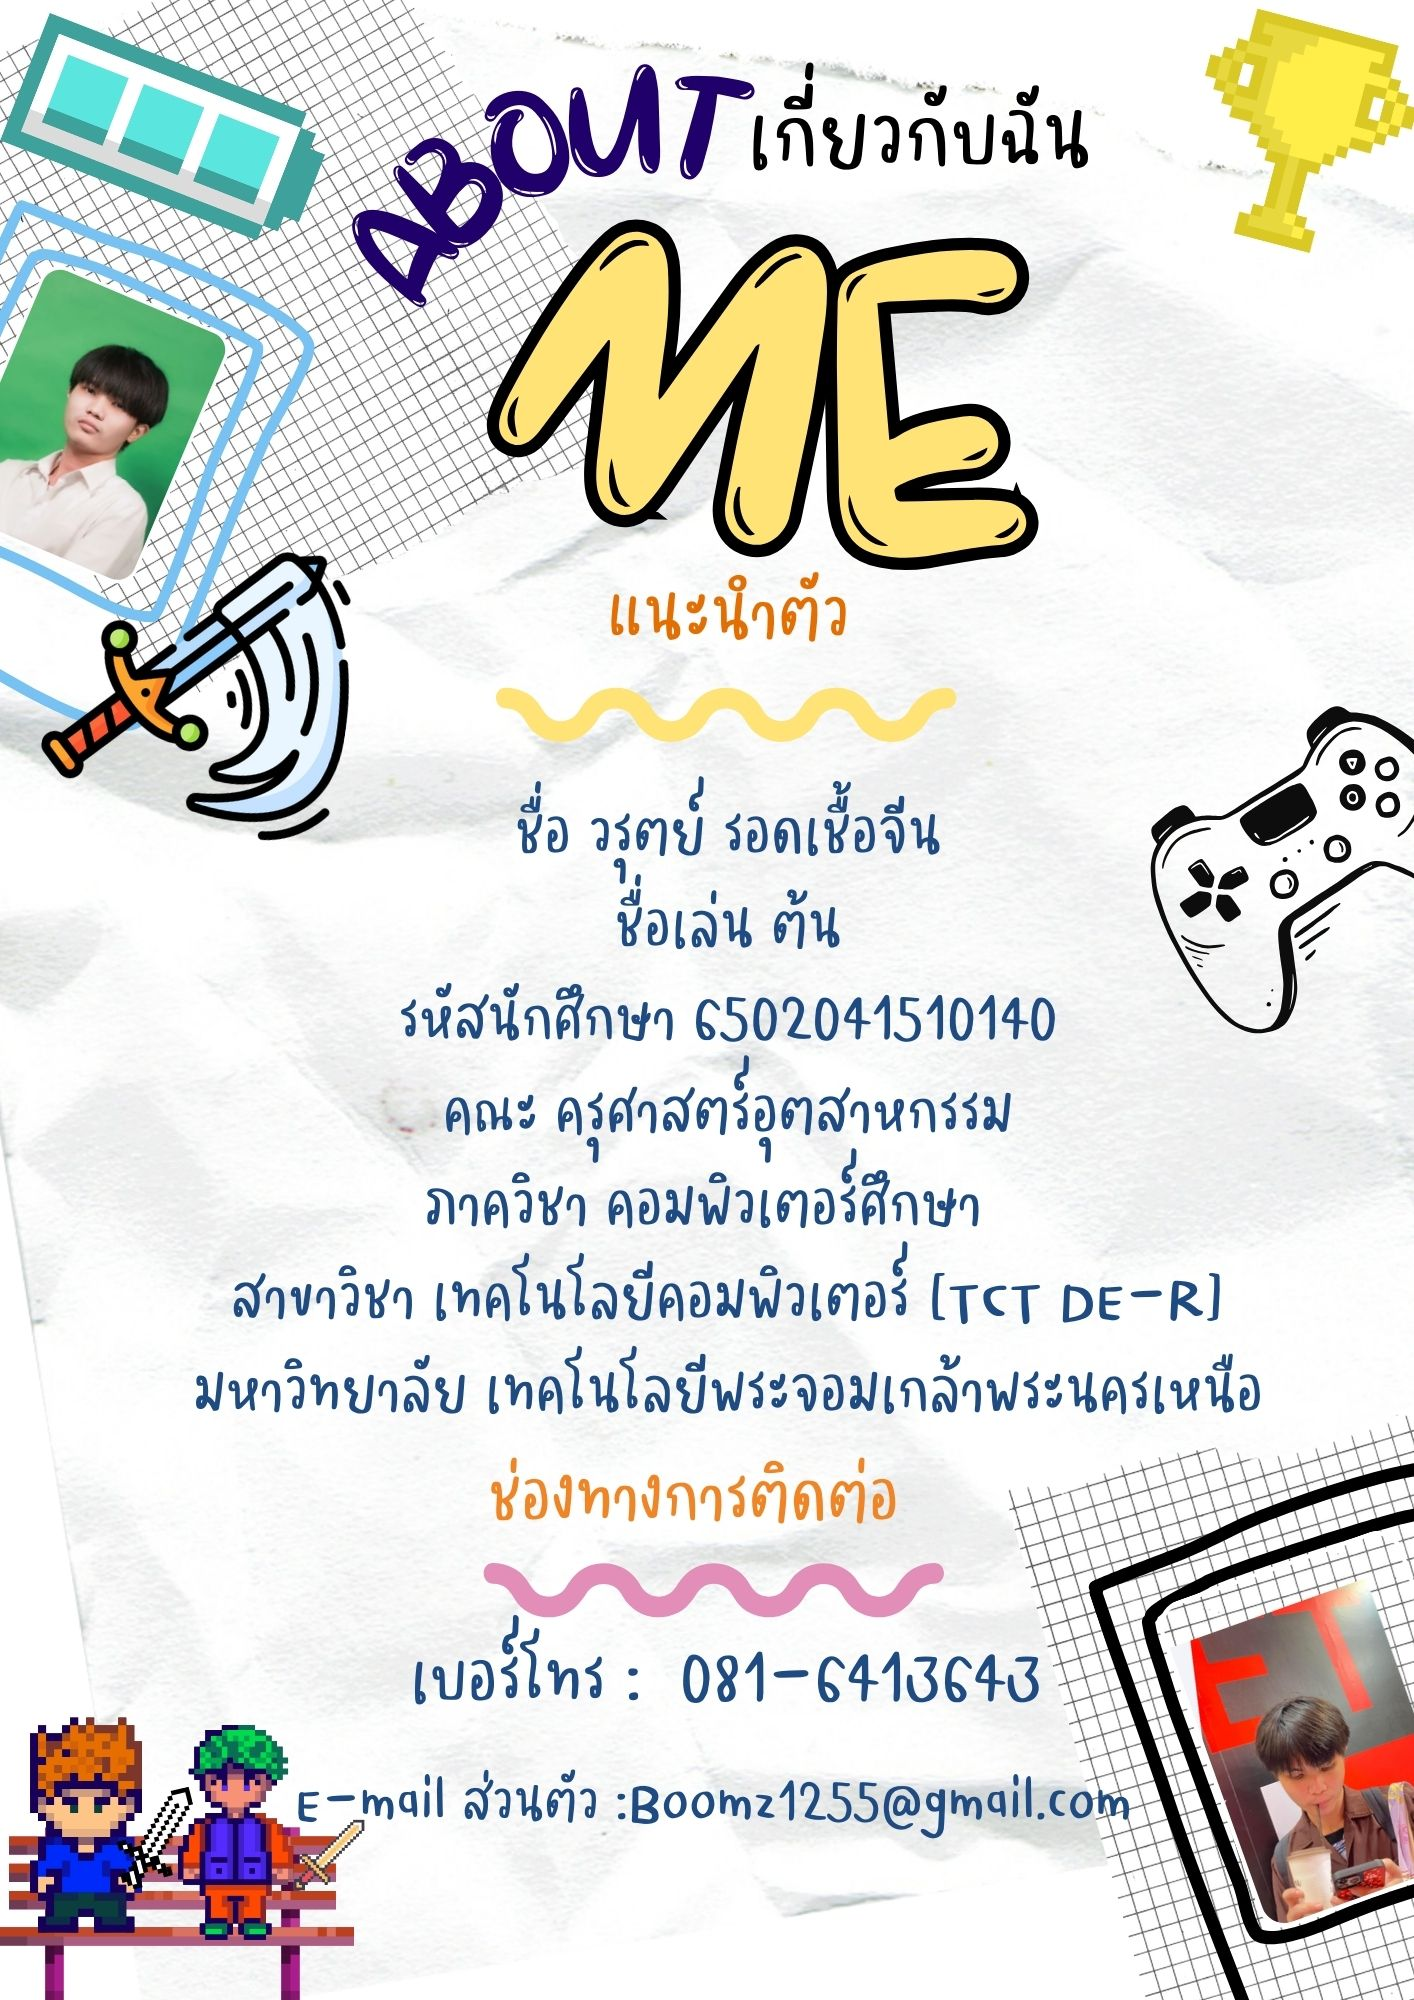 ABOUT เกี่ยวกับฉัน
ME
แนะนำตัว
ชื่อ วรุตย์ รอดเชื้อจีน
ชื่อเล่น ต้น
รหัสนักศึกษา 6502041510140
คณะ ครุศาสตร์อุตสาหกรรม
ภาควิชา คอมพิวเตอร์ศึกษา
สาขาวิชา เทคโนโลยีคอมพิวเตอร์ [TCT DE-R]
มหาวิทยาลัย เทคโนโลยีพระจอมเกล้าพระนครเหนือ
ช่องทางการติดต่อ
เบอร์โทร : 081-6413643
E-mail ส่วนตัว :Boomz1255@gmail.com
ET